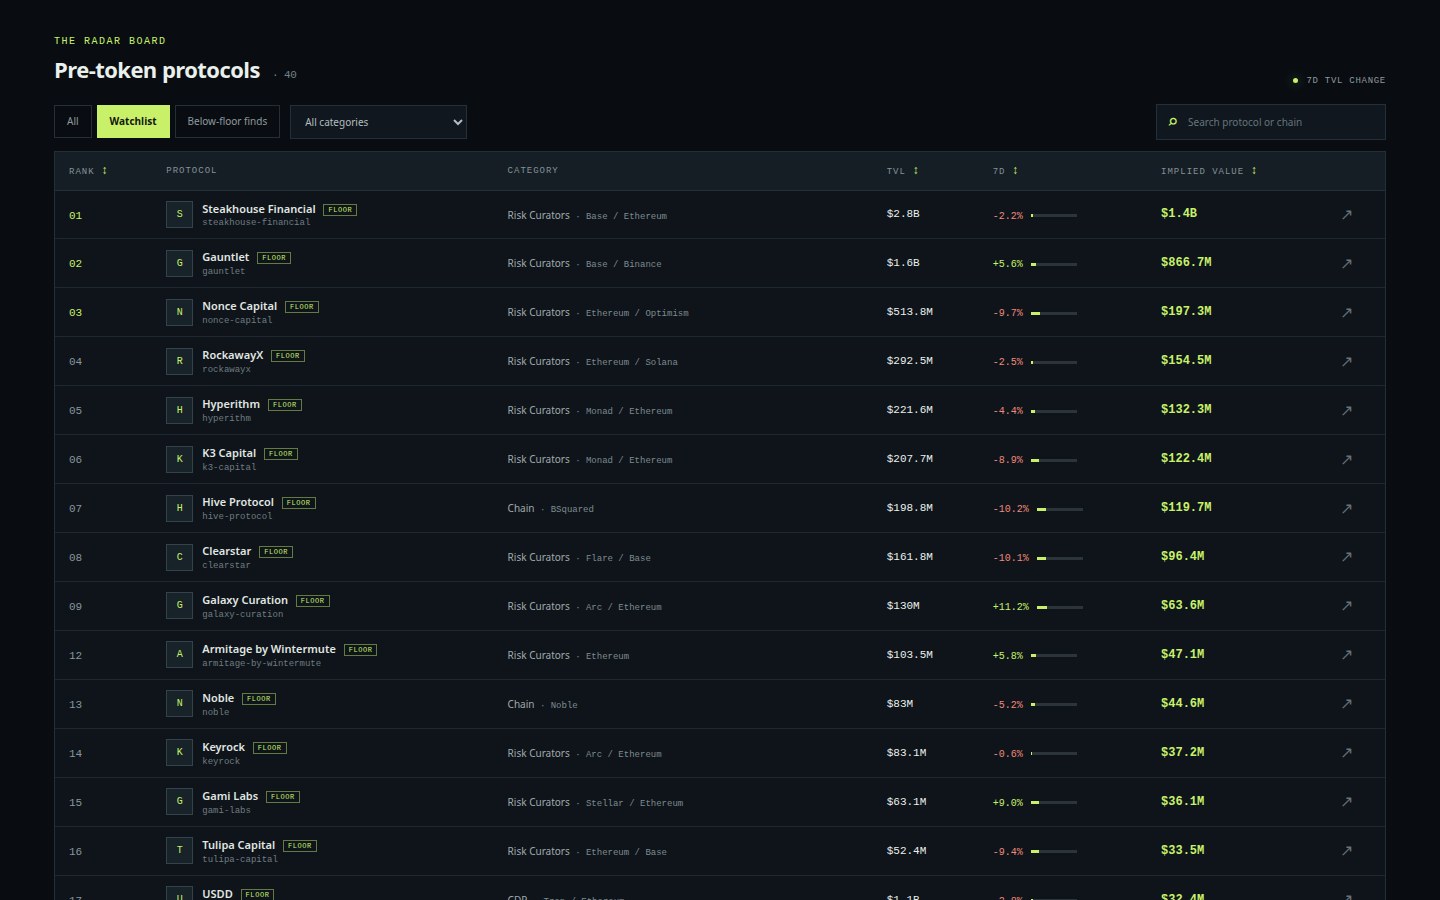 THE RADAR BOARD
Pre-token protocols · 40
7D TVL CHANGE
All Watchlist Below-floor finds All categories Search protocol or chain
RANK ↕ PROTOCOL CATEGORY TVL ↕ 7D ↕ IMPLIED VALUE ↕
01 S Steakhouse Financial FLOOR Risk Curators · Base / Ethereum $2.8B -2.2% $1.4B ↗
steakhouse-financial
02 G Gauntlet FLOOR Risk Curators · Base / Binance $1.6B +5.6% $866.7M ↗
gauntlet
03 N Nonce Capital FLOOR Risk Curators · Ethereum / Optimism $513.8M -9.7% $197.3M ↗
nonce-capital
04 R RockawayX FLOOR Risk Curators · Ethereum / Solana $292.5M -2.5% $154.5M ↗
rockawayx
05 H Hyperithm FLOOR Risk Curators · Monad / Ethereum $221.6M -4.4% $132.3M ↗
hyperithm
06 K K3 Capital FLOOR Risk Curators · Monad / Ethereum $207.7M -8.9% $122.4M ↗
k3-capital
07 H Hive Protocol FLOOR Chain · BSquared $198.8M -10.2% $119.7M ↗
hive-protocol
08 C Clearstar FLOOR Risk Curators · Flare / Base $161.8M -10.1% $96.4M ↗
clearstar
09 G Galaxy Curation FLOOR Risk Curators · Arc / Ethereum $130M +11.2% $63.6M ↗
galaxy-curation
12 A Armitage by Wintermute FLOOR Risk Curators · Ethereum $103.5M +5.8% $47.1M ↗
armitage-by-wintermute
13 N Noble FLOOR Chain · Noble $83M -5.2% $44.6M ↗
noble
14 K Keyrock FLOOR Risk Curators · Arc / Ethereum $83.1M -0.6% $37.2M ↗
keyrock
15 G Gami Labs FLOOR Risk Curators · Stellar / Ethereum $63.1M +9.0% $36.1M ↗
gami-labs
16 T Tulipa Capital FLOOR Risk Curators · Ethereum / Base $52.4M -9.4% $33.5M ↗
tulipa-capital
USDD FLOOR